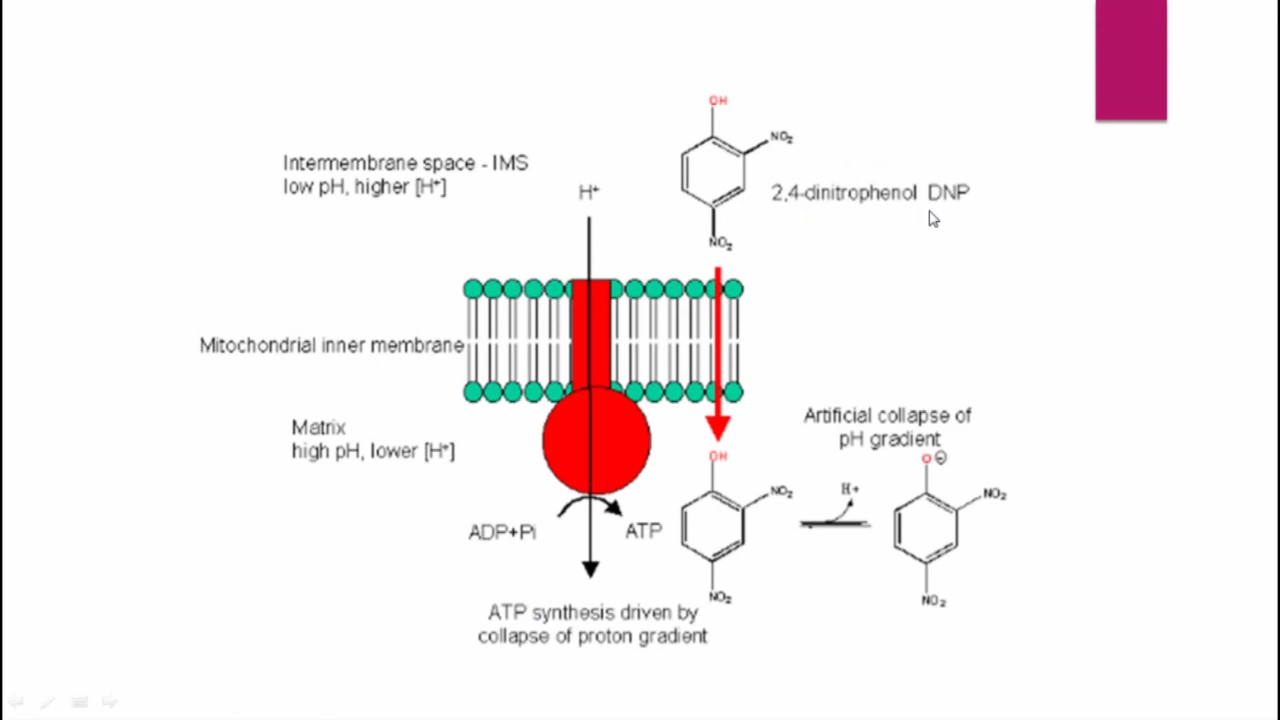 OH
NO₂
Intermembrane space - IMS
low pH, higher [H⁺]
H⁺
2,4-dinitrophenol DNP
NO₂
Mitochondrial inner membrane
Matrix
high pH, lower [H⁺]
Artificial collapse of
pH gradient
OH
O⊖
NO₂
H+
NO₂
ADP+Pi
ATP
NO₂
NO₂
ATP synthesis driven by
collapse of proton gradient